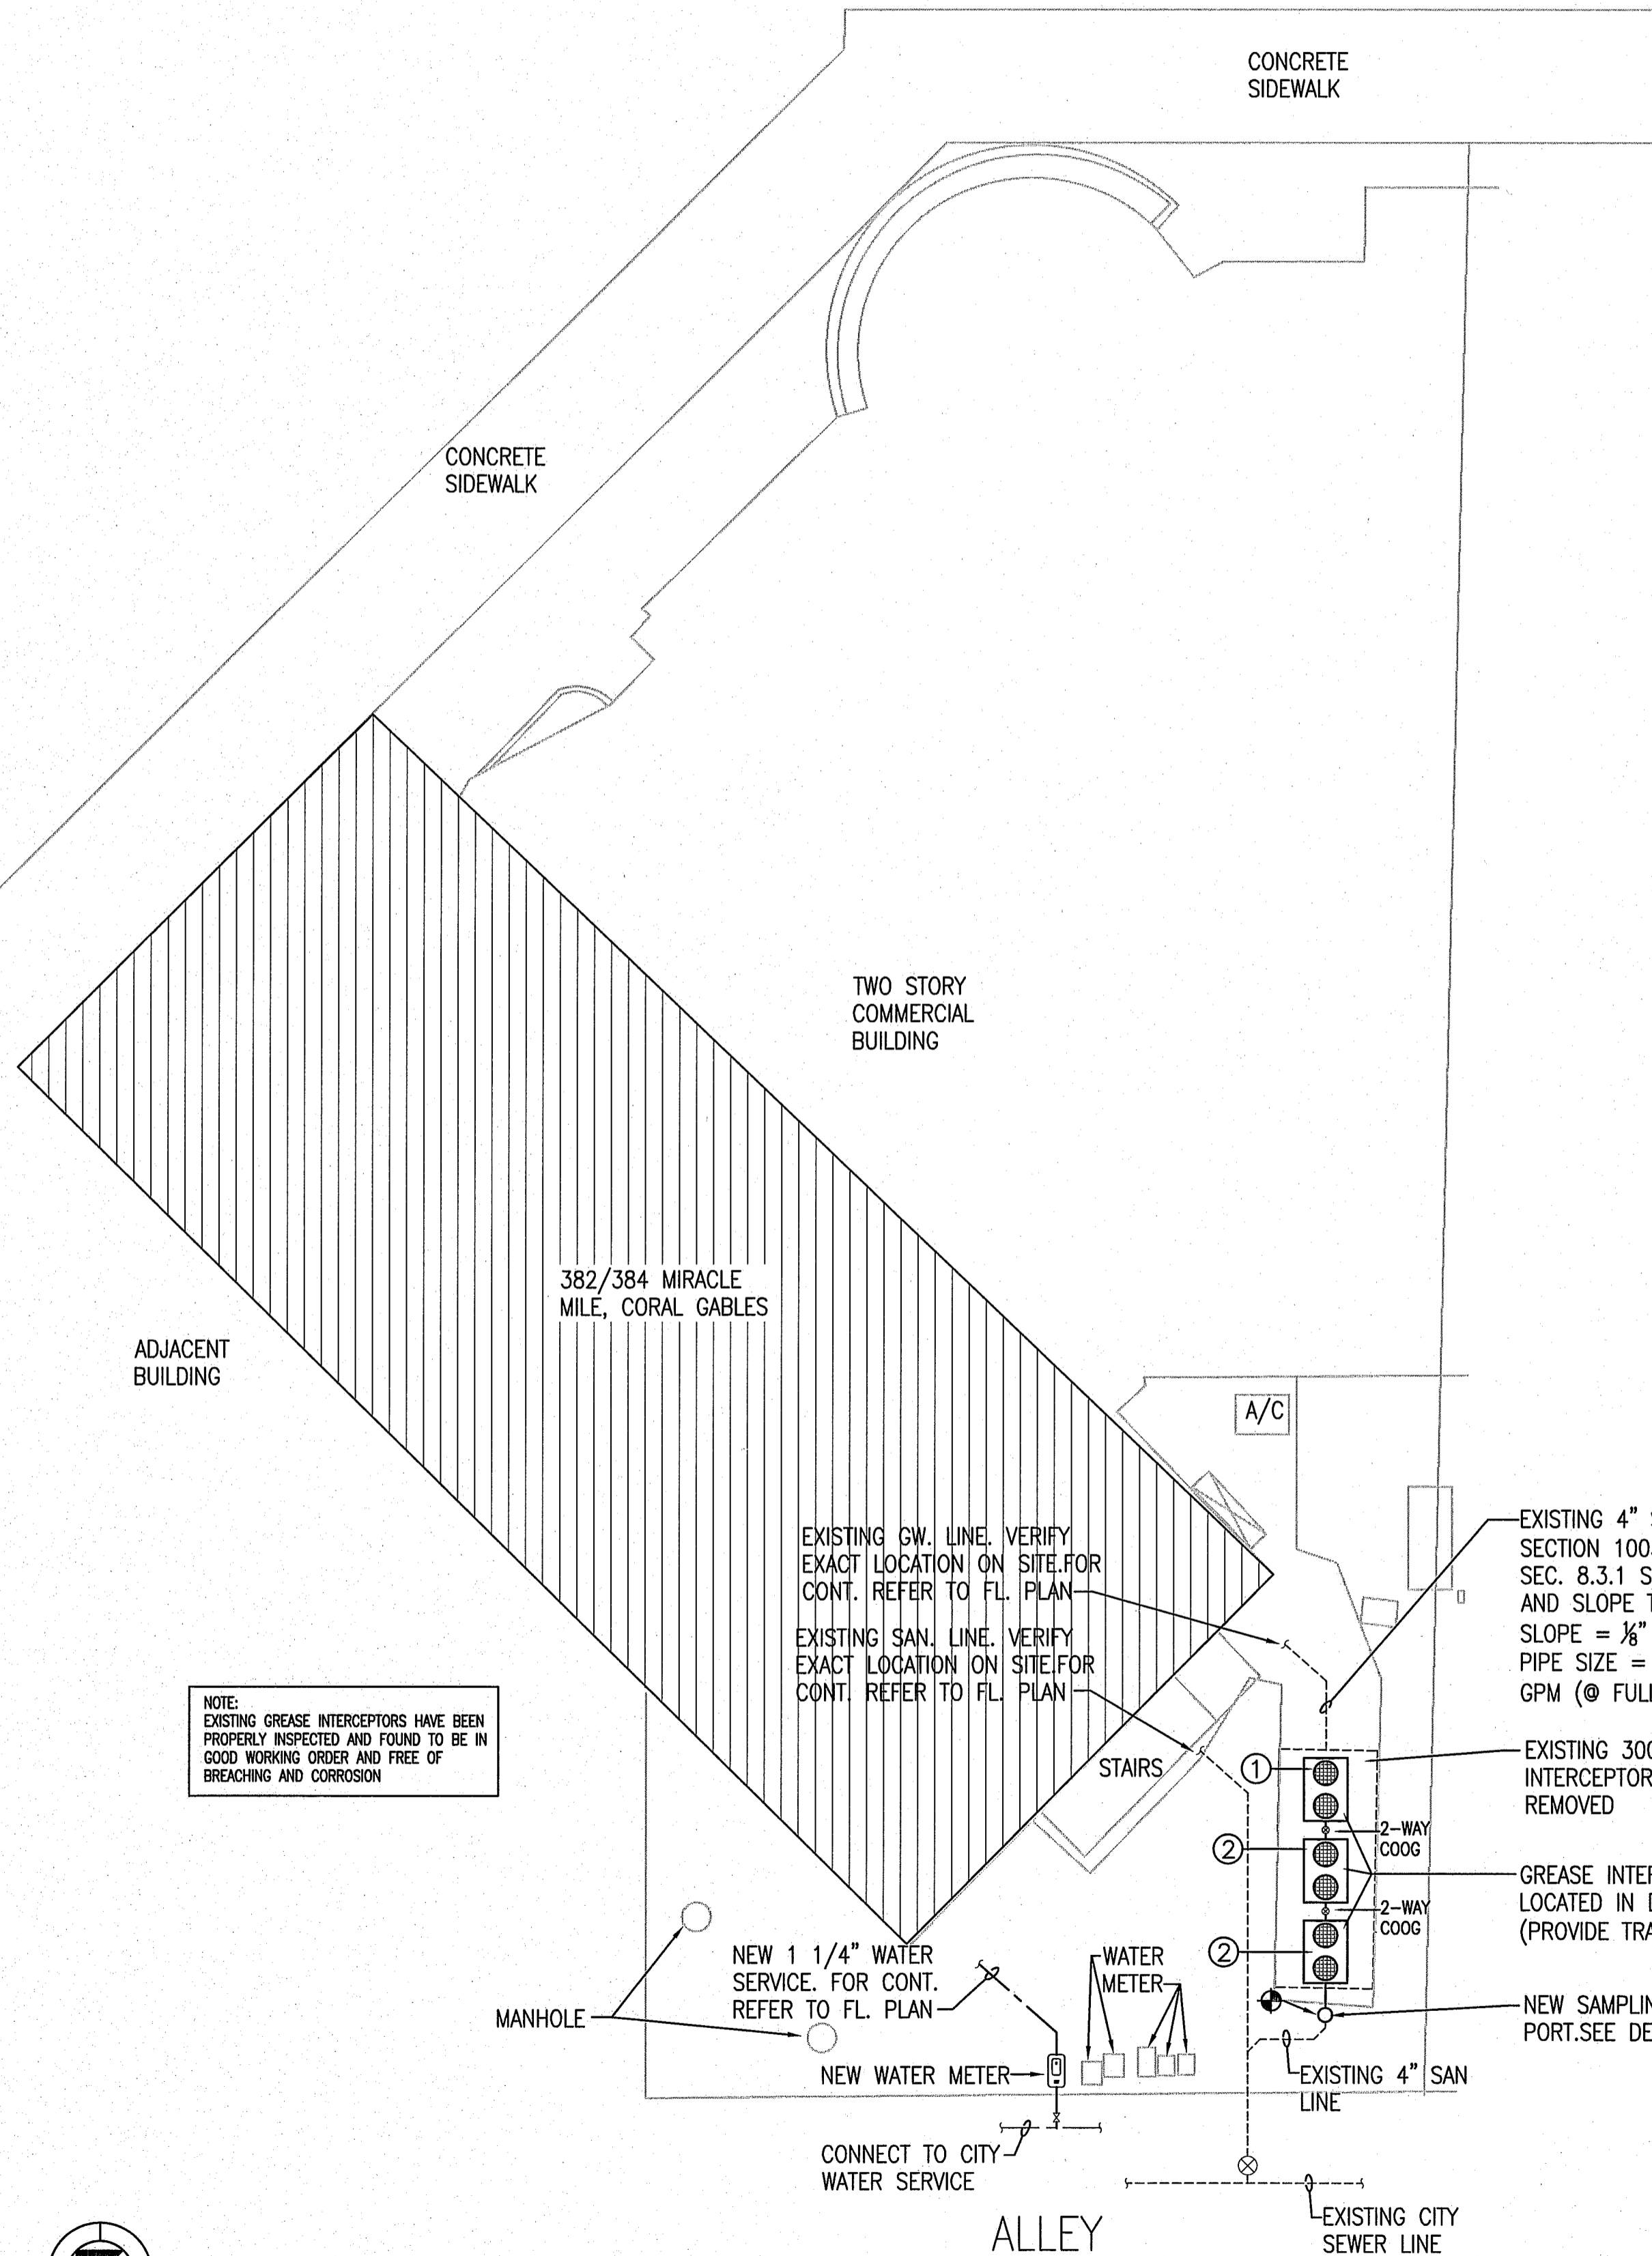 CONCRETE
SIDEWALK
CONCRETE
SIDEWALK
TWO STORY
COMMERCIAL
BUILDING
382/384 MIRACLE
MILE, CORAL GABLES
ADJACENT
BUILDING
A/C
EXISTING GW. LINE. VERIFY
EXACT LOCATION ON SITE.FOR
CONT. REFER TO FL. PLAN
EXISTING SAN. LINE. VERIFY
EXACT LOCATION ON SITE.FOR
CONT. REFER TO FL. PLAN
EXISTING 4"
SECTION 100
SEC. 8.3.1 S
AND SLOPE T
SLOPE = ⅛"
PIPE SIZE =
GPM (@ FULL
NOTE:
EXISTING GREASE INTERCEPTORS HAVE BEEN
PROPERLY INSPECTED AND FOUND TO BE IN
GOOD WORKING ORDER AND FREE OF
BREACHING AND CORROSION
STAIRS
1
EXISTING 300
INTERCEPTOR
REMOVED
2-WAY
COOG
2
GREASE INTER
LOCATED IN
(PROVIDE TRA
2-WAY
COOG
2
NEW SAMPLIN
PORT.SEE DE
MANHOLE
NEW 1 1/4" WATER
SERVICE. FOR CONT.
REFER TO FL. PLAN
WATER
METER
NEW WATER METER
EXISTING 4" SAN
LINE
CONNECT TO CITY
WATER SERVICE
EXISTING CITY
SEWER LINE
ALLEY